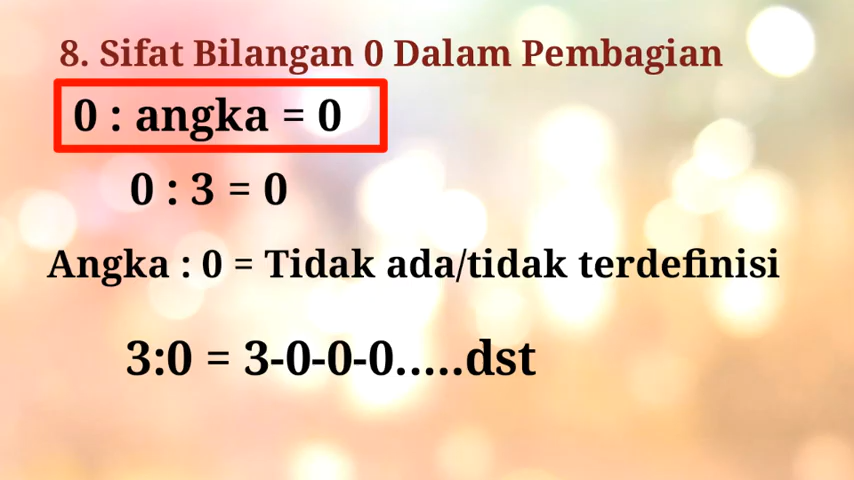 8. Sifat Bilangan 0 Dalam Pembagian
0 : angka = 0
0 : 3 = 0
Angka : 0 = Tidak ada/tidak terdefinisi
3:0 = 3-0-0-0.....dst